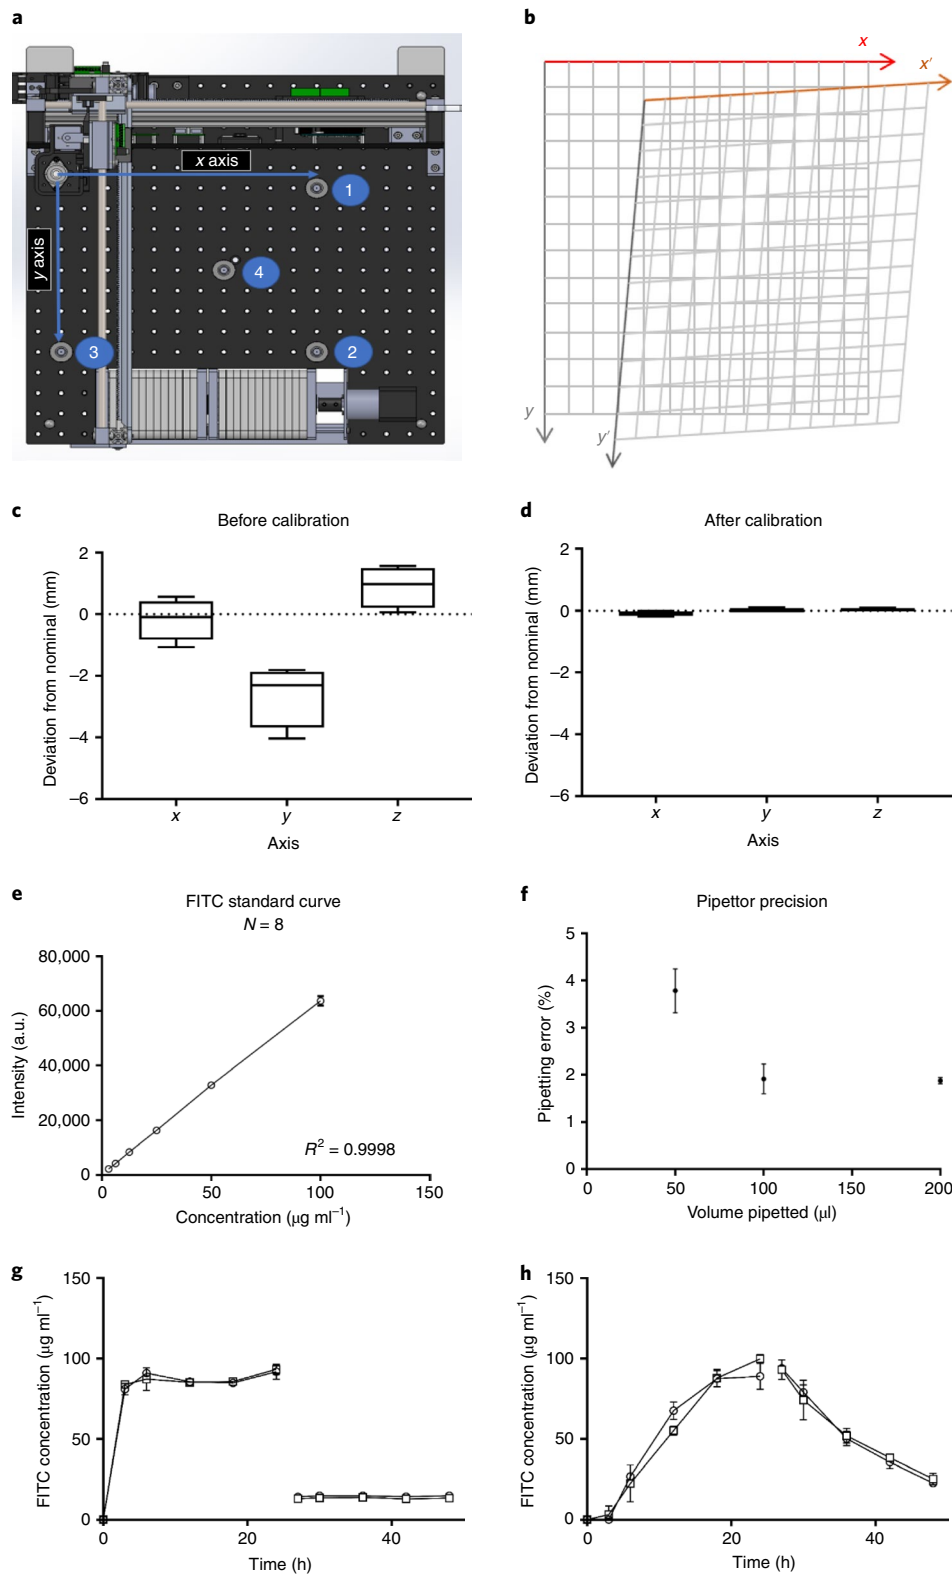 a
x axis
y axis
1
4
3
2
b
x
x′
y
y′
c
Before calibration
Deviation from nominal (mm)
2
0
−2
−4
−6
x
y
z
Axis
d
After calibration
Deviation from nominal (mm)
2
0
−2
−4
−6
x
y
z
Axis
e
FITC standard curve
N = 8
Intensity (a.u.)
80,000
60,000
40,000
20,000
0
R² = 0.9998
0
50
100
150
Concentration (μg ml⁻¹)
f
Pipettor precision
Pipetting error (%)
5
4
3
2
1
0
0
50
100
150
200
Volume pipetted (μl)
g
FITC concentration (μg ml⁻¹)
150
100
50
0
0
20
40
Time (h)
h
FITC concentration (μg ml⁻¹)
150
100
50
0
0
20
40
Time (h)